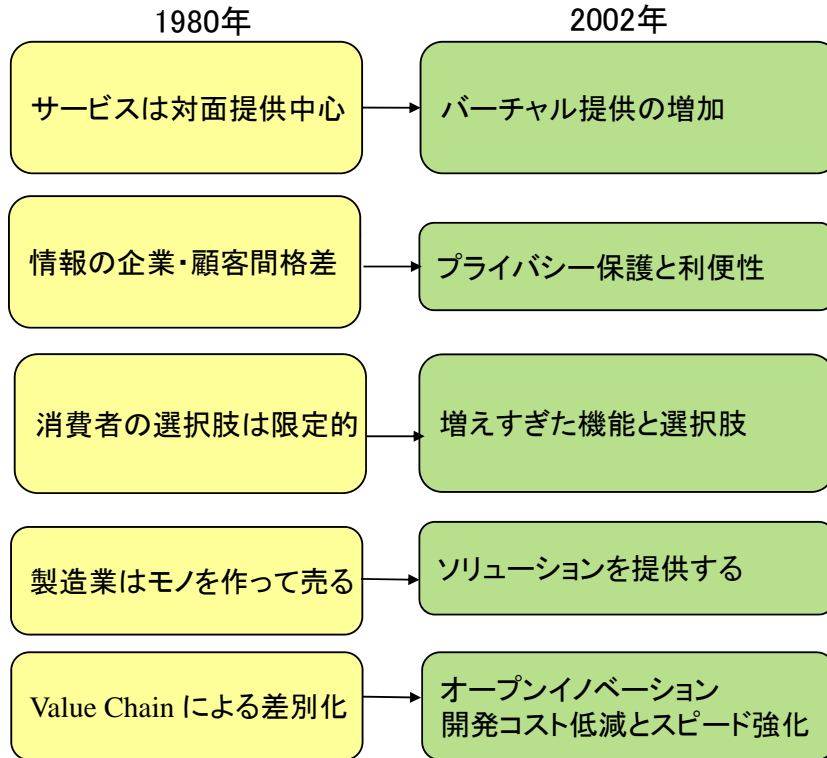 1980年
2002年
サービスは対面提供中心
バーチャル提供の増加
情報の企業・顧客間格差
プライバシー保護と利便性
消費者の選択肢は限定的
増えすぎた機能と選択肢
製造業はモノを作って売る
ソリューションを提供する
Value Chain による差別化
オープンイノベーション
開発コスト低減とスピード強化